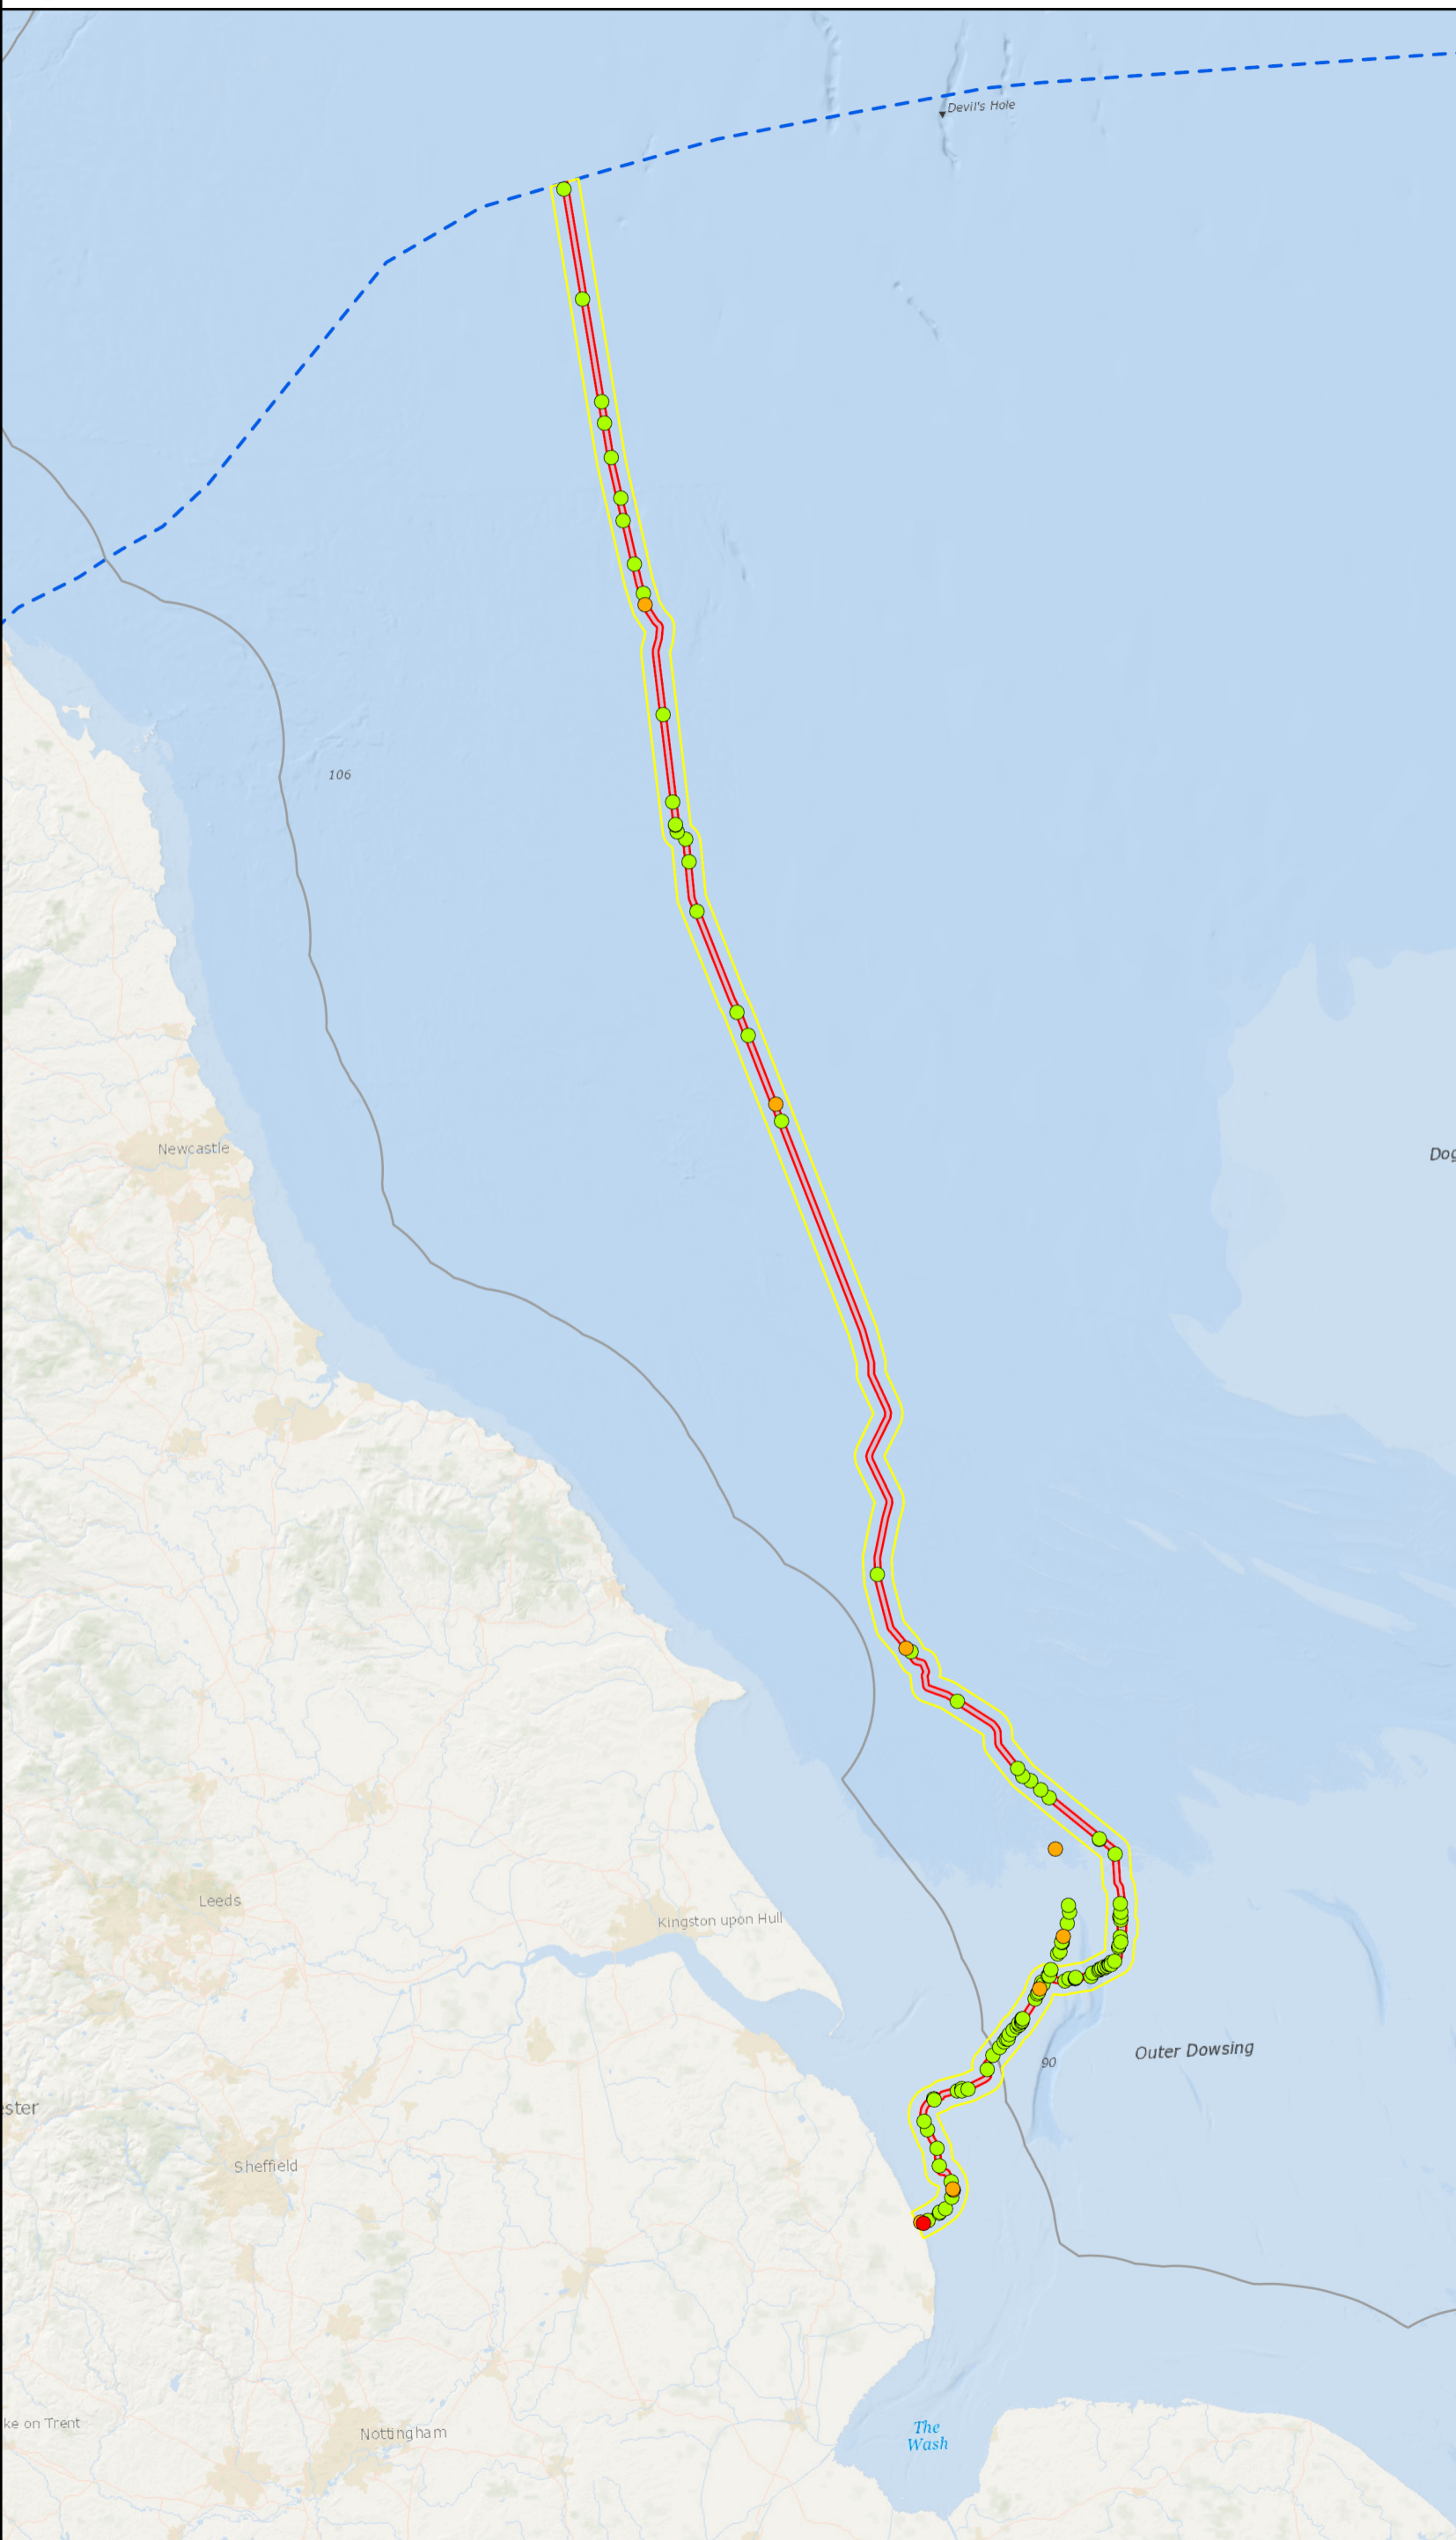 Devil's Hole
106
Newcastle
Dog
Leeds
Kingston upon Hull
90
Outer Dowsing
ster
Sheffield
ke on Trent
Nottingham
The
Wash